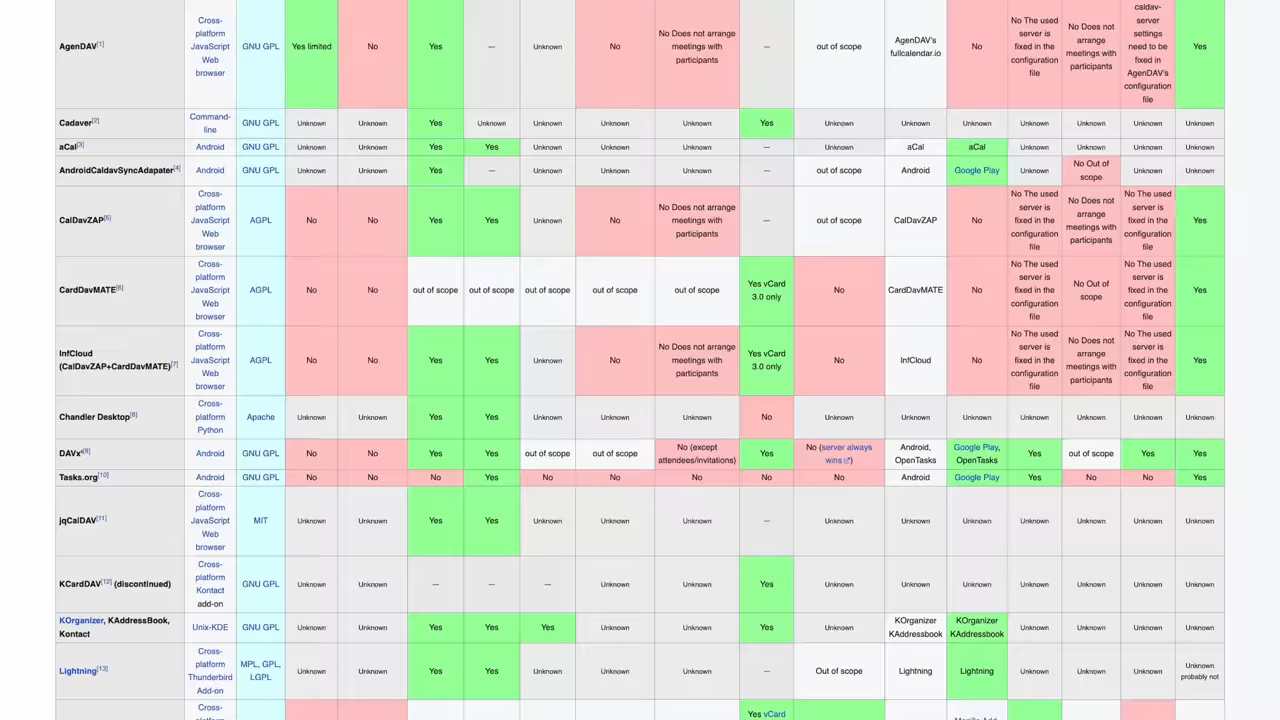 AgenDAV[1] Cross-platform JavaScript Web browser GNU GPL Yes limited No Yes — Unknown No No Does not arrange meetings with participants — out of scope AgenDAV's fullcalendar.io No No The used server is fixed in the configuration file No Does not arrange meetings with participants caldav-server settings need to be fixed in AgenDAV's configuration file Yes
Cadaver[2] Command-line GNU GPL Unknown Unknown Yes Unknown Unknown Unknown Unknown Yes Unknown Unknown Unknown Unknown Unknown Unknown Unknown
aCal[3] Android GNU GPL Unknown Unknown Yes Yes Unknown Unknown Unknown — Unknown aCal aCal Unknown Unknown Unknown Unknown
AndroidCaldavSyncAdapater[4] Android GNU GPL Unknown Unknown Yes — Unknown Unknown Unknown — out of scope Android Google Play Unknown No Out of scope Unknown Unknown
CalDavZAP[5] Cross-platform JavaScript Web browser AGPL No No Yes Yes Unknown No No Does not arrange meetings with participants — out of scope CalDavZAP No No The used server is fixed in the configuration file No Does not arrange meetings with participants No The used server is fixed in the configuration file Yes
CardDavMATE[6] Cross-platform JavaScript Web browser AGPL No No out of scope out of scope out of scope out of scope out of scope Yes vCard 3.0 only No CardDavMATE No No The used server is fixed in the configuration file No Out of scope No The used server is fixed in the configuration file Yes
InfCloud (CalDavZAP+CardDavMATE)[7] Cross-platform JavaScript Web browser AGPL No No Yes Yes Unknown No No Does not arrange meetings with participants Yes vCard 3.0 only No InfCloud No No The used server is fixed in the configuration file No Does not arrange meetings with participants No The used server is fixed in the configuration file Yes
Chandler Desktop[8] Cross-platform Python Apache Unknown Unknown Yes Yes Unknown Unknown Unknown No Unknown Unknown Unknown Unknown Unknown Unknown Unknown
DAVx⁵[9] Android GNU GPL No No Yes Yes out of scope out of scope No (except attendees/invitations) Yes No (server always wins) Android, OpenTasks Google Play, OpenTasks Yes out of scope Yes Yes
Tasks.org[10] Android GNU GPL No No No Yes No No No No No Android Google Play Yes No No Yes
jqCalDAV[11] Cross-platform JavaScript Web browser MIT Unknown Unknown Yes Yes Unknown Unknown Unknown — Unknown Unknown Unknown Unknown Unknown Unknown Unknown
KCardDAV[12] (discontinued) Cross-platform Kontact add-on GNU GPL Unknown Unknown — — — Unknown Unknown Yes Unknown Unknown Unknown Unknown Unknown Unknown Unknown
KOrganizer, KAddressBook, Kontact Unix-KDE GNU GPL Unknown Unknown Yes Yes Yes Unknown Unknown Yes Unknown KOrganizer KAddressbook KOrganizer KAddressbook Unknown Unknown Unknown Unknown
Lightning[13] Cross-platform Thunderbird Add-on MPL, GPL, LGPL Unknown Unknown Yes Yes Unknown Unknown Unknown — Out of scope Lightning Lightning Unknown Unknown Unknown Unknown probably not
Cross- Yes vCard